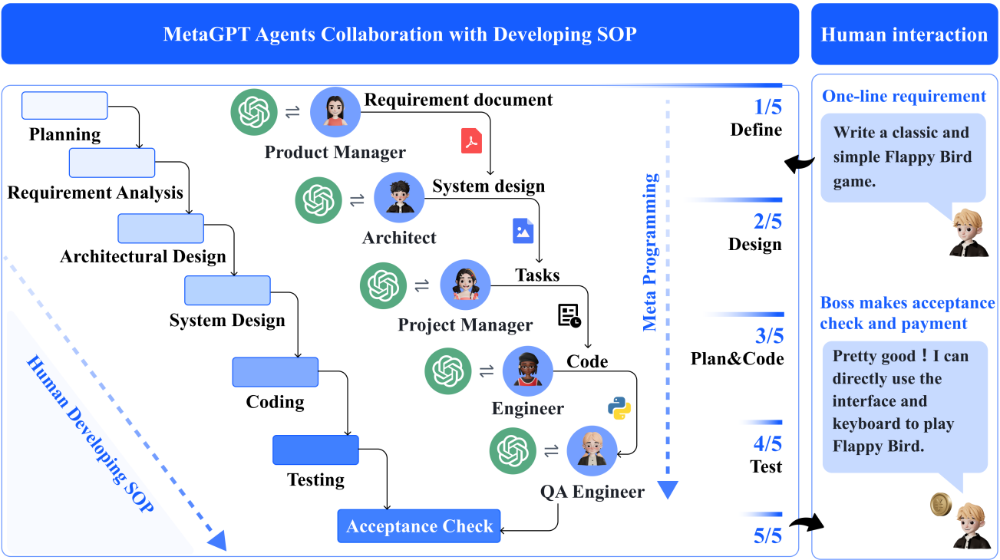 MetaGPT Agents Collaboration with Developing SOP
Human interaction
Planning
Requirement Analysis
Architectural Design
System Design
Coding
Testing
Acceptance Check
Human Developing SOP
Requirement document
Product Manager
System design
Architect
Tasks
Project Manager
Code
Engineer
QA Engineer
Meta Programming
1/5
Define
2/5
Design
3/5
Plan&Code
4/5
Test
5/5
One-line requirement
Write a classic and
simple Flappy Bird
game.
Boss makes acceptance
check and payment
Pretty good！I can
directly use the
interface and
keyboard to play
Flappy Bird.